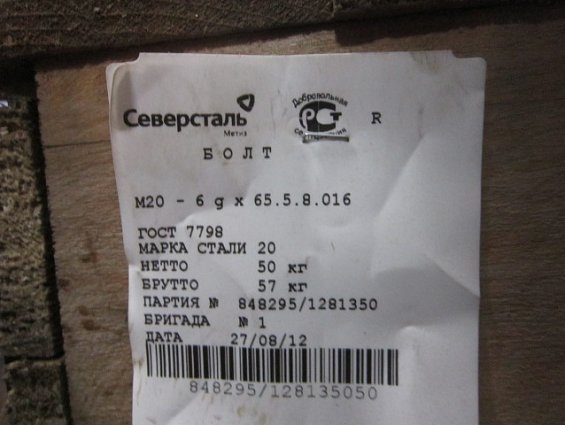 Северсталь
Метиз
Добровольная
РСТ
R
БОЛТ
М20 - 6 g x 65.5.8.016
ГОСТ 7798
МАРКА СТАЛИ 20
НЕТТО 50 кг
БРУТТО 57 кг
ПАРТИЯ № 848295/1281350
БРИГАДА № 1
ДАТА 27/08/12
848295/128135050